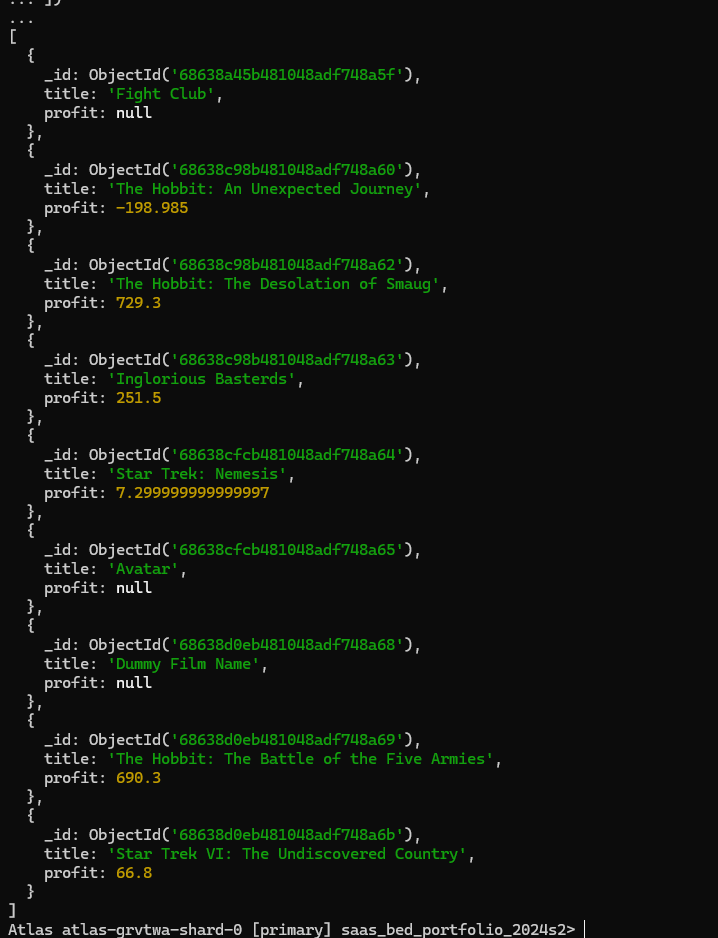 ... ])
...
[
  {
    _id: ObjectId('68638a45b481048adf748a5f'),
    title: 'Fight Club',
    profit: null
  },
  {
    _id: ObjectId('68638c98b481048adf748a60'),
    title: 'The Hobbit: An Unexpected Journey',
    profit: -198.985
  },
  {
    _id: ObjectId('68638c98b481048adf748a62'),
    title: 'The Hobbit: The Desolation of Smaug',
    profit: 729.3
  },
  {
    _id: ObjectId('68638c98b481048adf748a63'),
    title: 'Inglorious Basterds',
    profit: 251.5
  },
  {
    _id: ObjectId('68638cfcb481048adf748a64'),
    title: 'Star Trek: Nemesis',
    profit: 7.299999999999997
  },
  {
    _id: ObjectId('68638cfcb481048adf748a65'),
    title: 'Avatar',
    profit: null
  },
  {
    _id: ObjectId('68638d0eb481048adf748a68'),
    title: 'Dummy Film Name',
    profit: null
  },
  {
    _id: ObjectId('68638d0eb481048adf748a69'),
    title: 'The Hobbit: The Battle of the Five Armies',
    profit: 690.3
  },
  {
    _id: ObjectId('68638d0eb481048adf748a6b'),
    title: 'Star Trek VI: The Undiscovered Country',
    profit: 66.8
  }
]
Atlas atlas-grvtwa-shard-0 [primary] saas_bed_portfolio_2024s2>